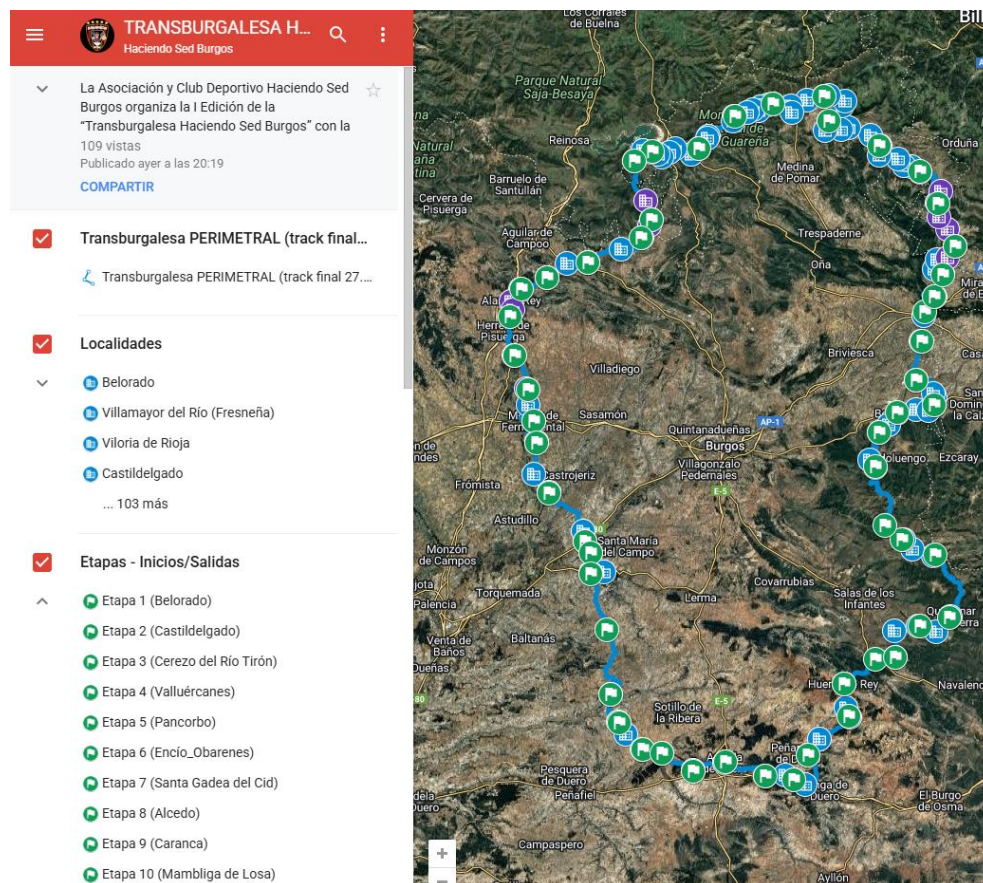 TRANSBURGALESA H...
Haciendo Sed Burgos
La Asociación y Club Deportivo Haciendo Sed
Burgos organiza la I Edición de la
“Transburgalesa Haciendo Sed Burgos” con la
109 vistas
Publicado ayer a las 20:19
COMPARTIR
Transburgalesa PERIMETRAL (track final...
Transburgalesa PERIMETRAL (track final 27....
Localidades
Belorado
Villamayor del Río (Fresneña)
Viloria de Rioja
Castildelgado
... 103 más
Etapas - Inicios/Salidas
Etapa 1 (Belorado)
Etapa 2 (Castildelgado)
Etapa 3 (Cerezo del Río Tirón)
Etapa 4 (Valluércanes)
Etapa 5 (Pancorbo)
Etapa 6 (Encío_Obarenes)
Etapa 7 (Santa Gadea del Cid)
Etapa 8 (Alcedo)
Etapa 9 (Caranca)
Etapa 10 (Mambliga de Losa)
Los Corrales
de Buelna
Bil
Parque Natural
Saja-Besaya
Reinosa
Guareña
Orduña
Medina
de Pomar
Barruelo de
Santullán
Cervera de
Pisuerga
Aguilar de
Campoo
Trespaderne
Oña
Briviesca
Villadiego
Sasamón
Quintanadueñas
AP-1
Burgos
Villagonzalo
Pedernales
E-5
Ezcaray
Castrojeriz
Frómista
Astudillo
Santa María
del Campo
Monzón
de Campos
Torquemada
Palencia
Covarrubias
Salas de los
Infantes
Lerma
Baltanás
Venta de
Baños
Dueñas
Navaleno
E-5
Sotillo de
la Ribera
Pesquera
de Duero
Peñafiel
El Burgo
de Osma
Campaspero
Ayllón